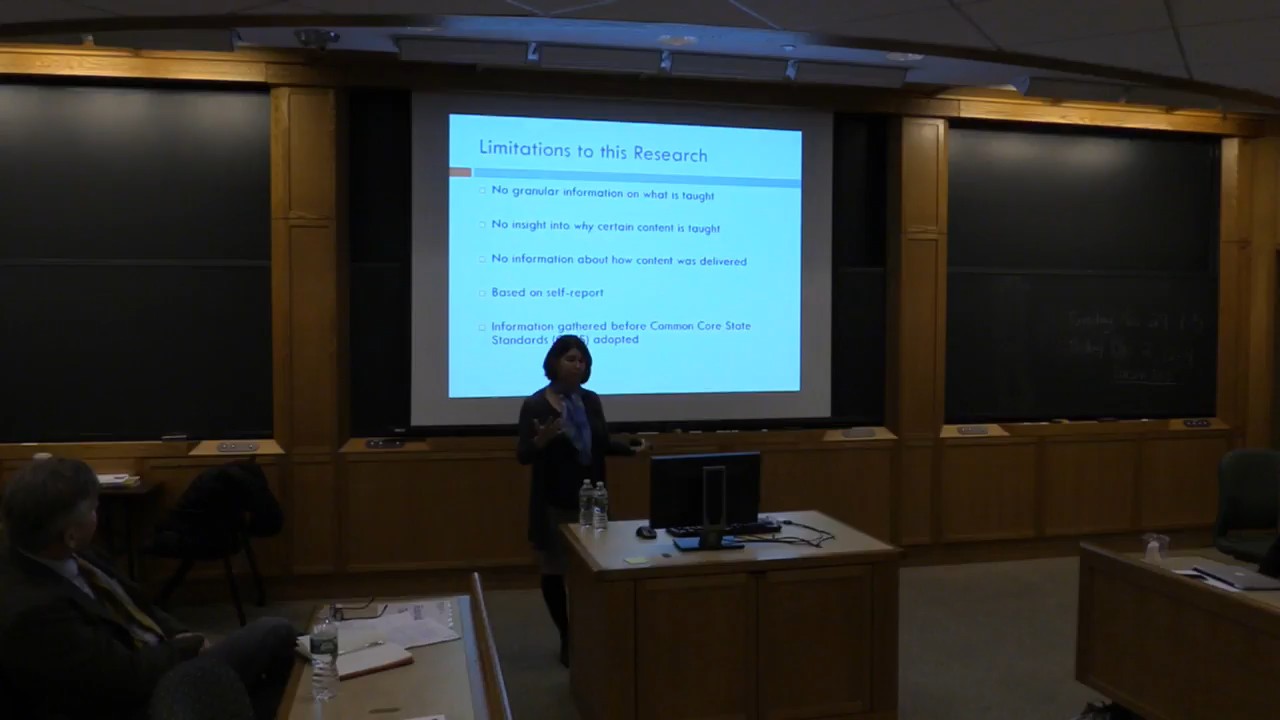 Limitations to this Research
No granular information on what is taught
No insight into why certain content is taught
No information about how content was delivered
Based on self-report
Information gathered before Common Core State
Standards adopted